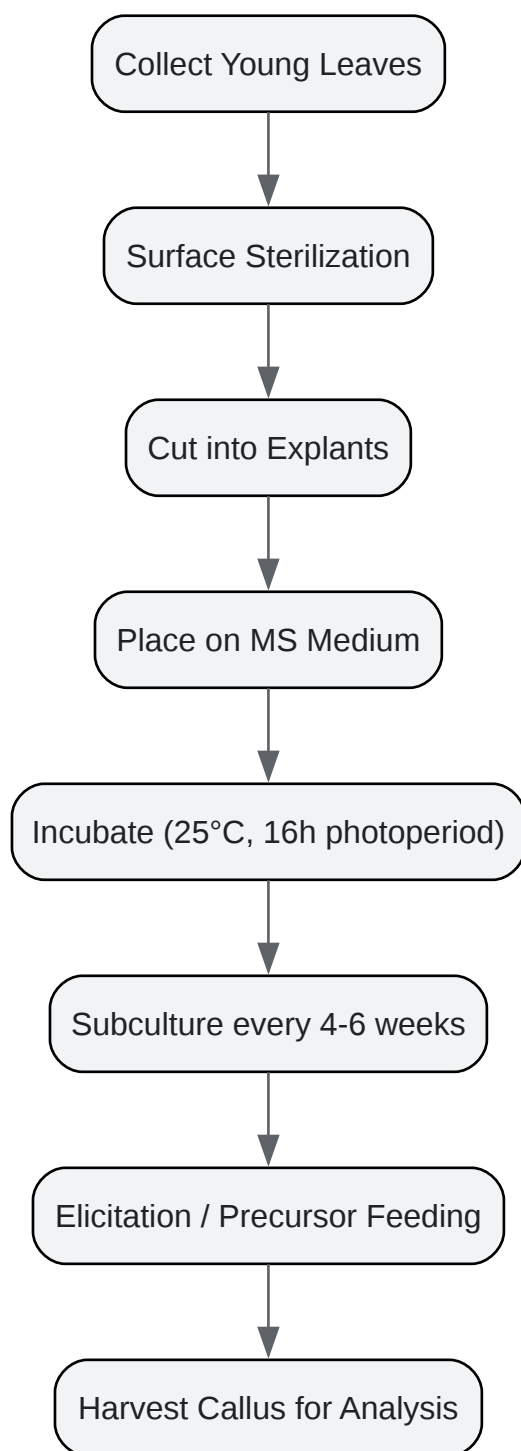 Collect Young Leaves
Surface Sterilization
Cut into Explants
Place on MS Medium
Incubate (25°C, 16h photoperiod)
Subculture every 4-6 weeks
Elicitation / Precursor Feeding
Harvest Callus for Analysis